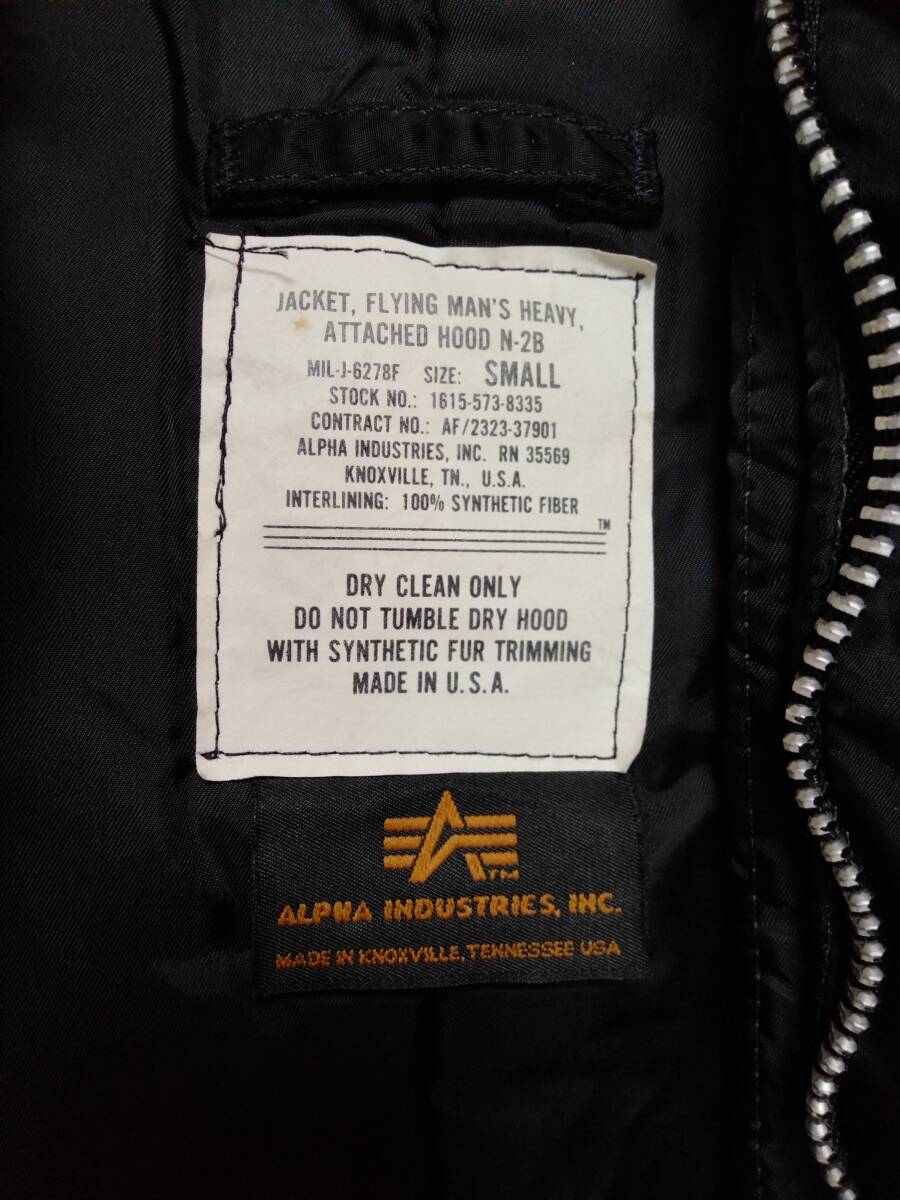 JACKET, FLYING MAN'S HEAVY,
ATTACHED HOOD N-2B
MIL-J-6278F SIZE: SMALL
STOCK NO.: 1615-573-8335
CONTRACT NO.: AF/2323-37901
ALPHA INDUSTRIES, INC. RN 35569
KNOXVILLE, TN., U.S.A.
INTERLINING: 100% SYNTHETIC FIBER
TM
DRY CLEAN ONLY
DO NOT TUMBLE DRY HOOD
WITH SYNTHETIC FUR TRIMMING
MADE IN U.S.A.
TM
ALPHA INDUSTRIES, INC.
MADE IN KNOXVILLE, TENNESSEE USA